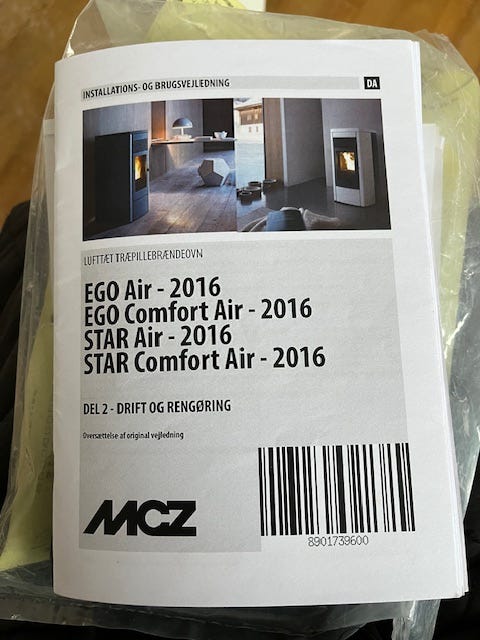 INSTALLATIONS- OG BRUGSVEJLEDNING
DA
LUFTTÆT TRÆPILLEBRÆNDEOVN
EGO Air - 2016
EGO Comfort Air - 2016
STAR Air - 2016
STAR Comfort Air - 2016
DEL 2 - DRIFT OG RENGØRING
Oversættelse af original vejledning
MCZ
8901739600